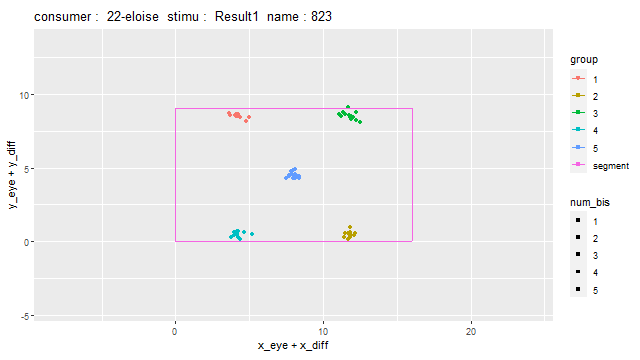 consumer :  22-eloise  stimu :  Result1  name : 823
group
1
2
3
4
5
segment
num_bis
1
2
3
4
5
10
5
0
-5
y_eye + y_diff
0
10
20
x_eye + x_diff